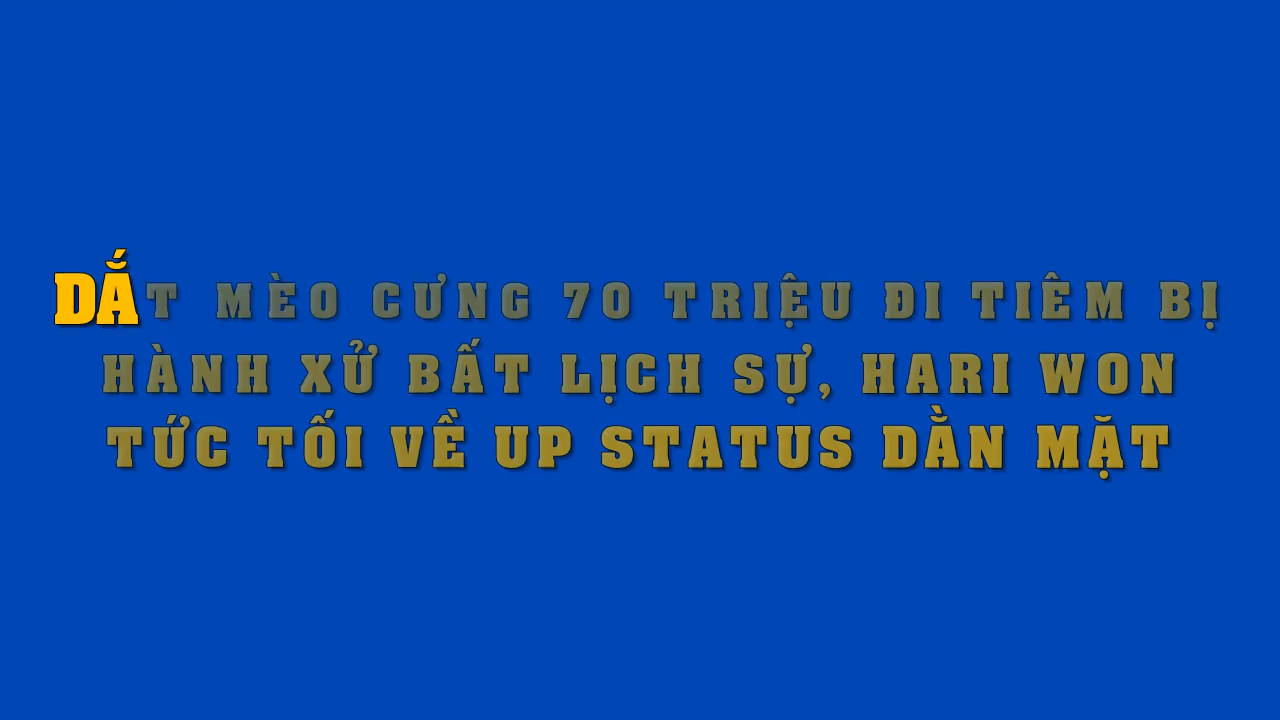 DẮT MÈO CƯNG 70 TRIỆU ĐI TIÊM BỊ
HÀNH XỬ BẤT LỊCH SỰ, HARI WON
TỨC TỐI VỀ UP STATUS DẰN MẶT